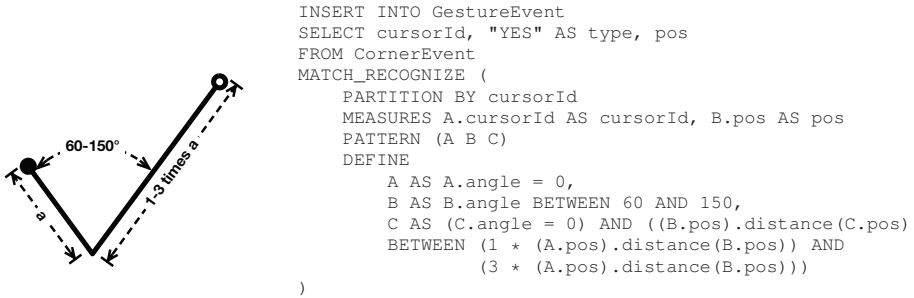 60-150°
a
1-3 times a
INSERT INTO GestureEvent
SELECT cursorId, "YES" AS type, pos
FROM CornerEvent
MATCH_RECOGNIZE (
    PARTITION BY cursorId
    MEASURES A.cursorId AS cursorId, B.pos AS pos
    PATTERN (A B C)
    DEFINE
        A AS A.angle = 0,
        B AS B.angle BETWEEN 60 AND 150,
        C AS (C.angle = 0) AND ((B.pos).distance(C.pos)
        BETWEEN (1 * (A.pos).distance(B.pos)) AND
                (3 * (A.pos).distance(B.pos)))
)